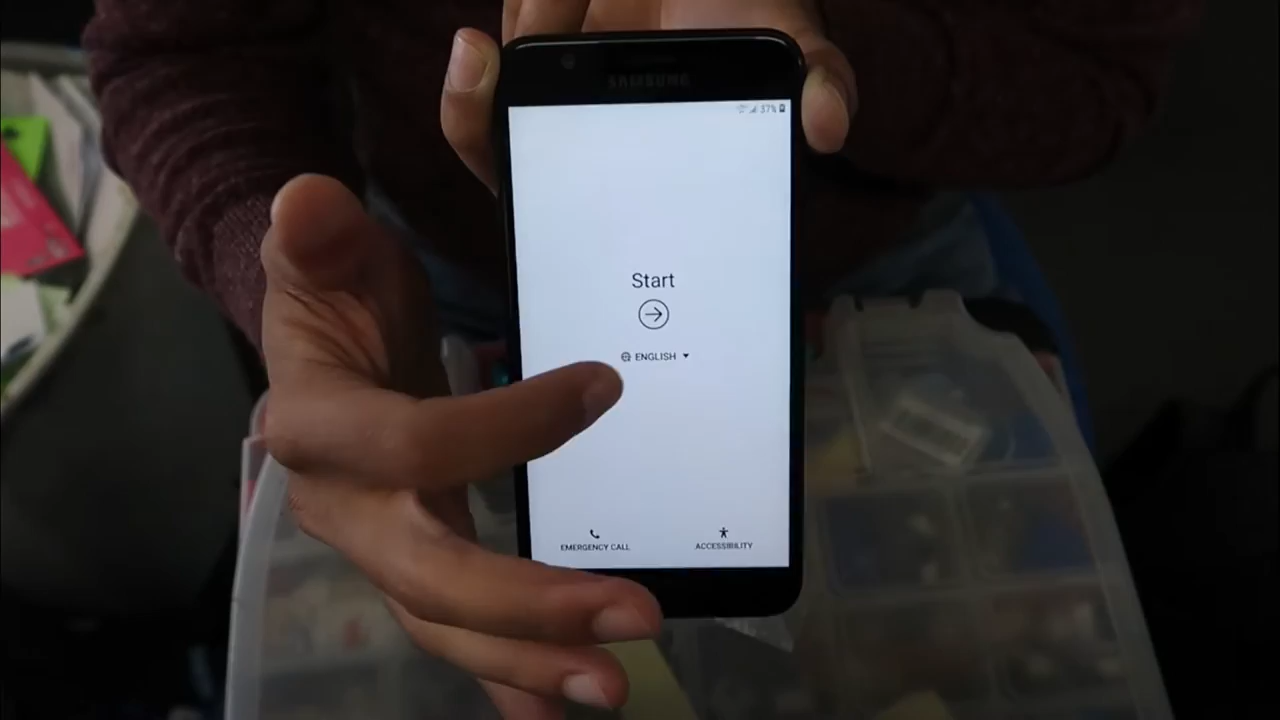 SAMSUNG
37%
Start
ENGLISH
EMERGENCY CALL
ACCESSIBILITY